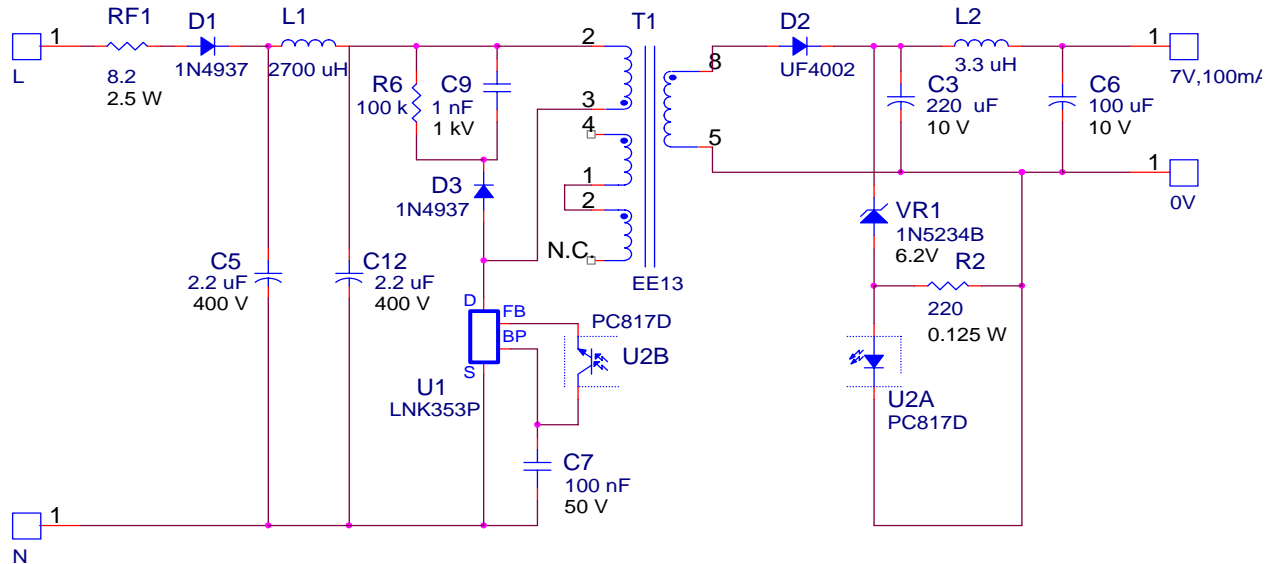 RF1
D1
L1
T1
D2
L2
1
2
8
1
L
8.2
2.5 W
1N4937
2700 uH
UF4002
3.3 uH
7V,100mA
R6
100 k
C9
1 nF
1 kV
3
4
C3
220 uF
10 V
C6
100 uF
10 V
5
1
0V
D3
1N4937
1
2
N.C
VR1
1N5234B
6.2V
C5
2.2 uF
400 V
C12
2.2 uF
400 V
EE13
R2
220
0.125 W
D
FB
BP
S
PC817D
U2B
U1
LNK353P
U2A
PC817D
C7
100 nF
50 V
1
N